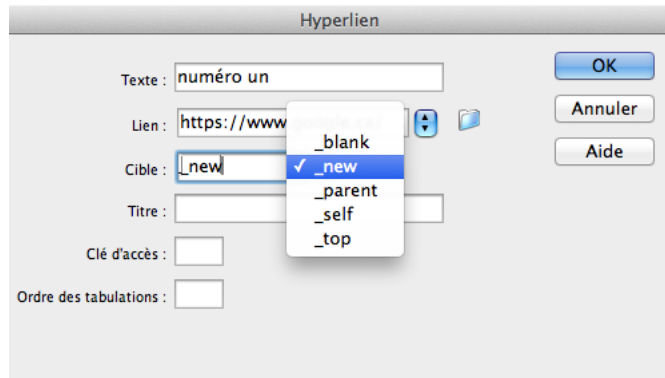 Hyperlien
Texte : numéro un
OK
Lien : https://www
Annuler
_blank
Aide
Cible : _new
✓ _new
_parent
Titre :
_self
_top
Clé d'accès :
Ordre des tabulations :